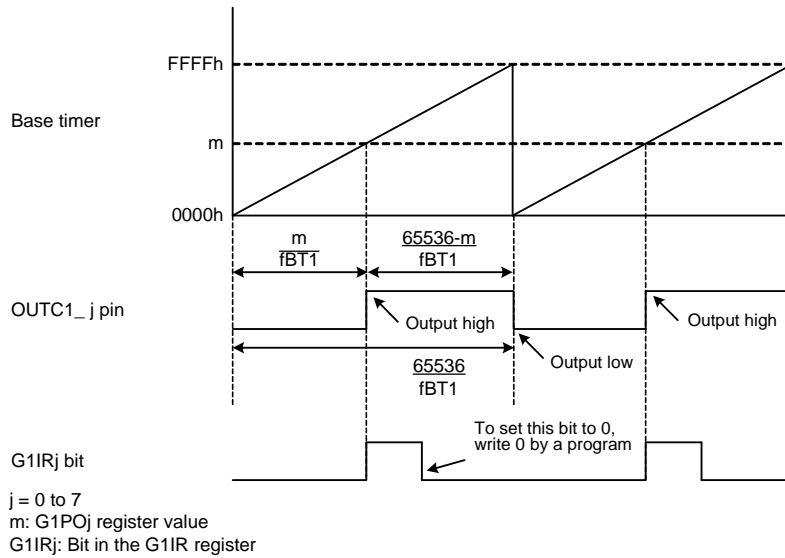 FFFFh
Base timer
m
0000h
m
fBT1
65536-m
fBT1
OUTC1_ j pin
Output high
Output high
Output low
65536
fBT1
To set this bit to 0,
write 0 by a program
G1IRj bit
j = 0 to 7
m: G1POj register value
G1IRj: Bit in the G1IR register